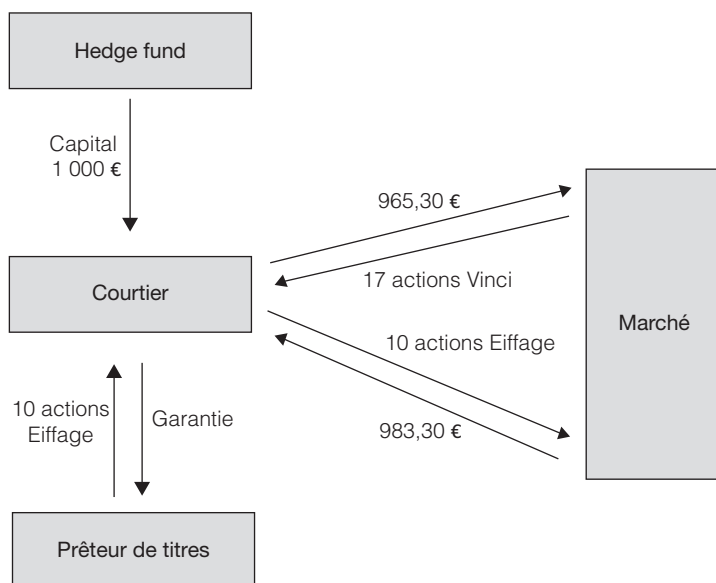 Hedge fund
Capital
1 000 €
965,30 €
17 actions Vinci
Courtier
Marché
10 actions Eiffage
10 actions
Eiffage
Garantie
983,30 €
Prêteur de titres